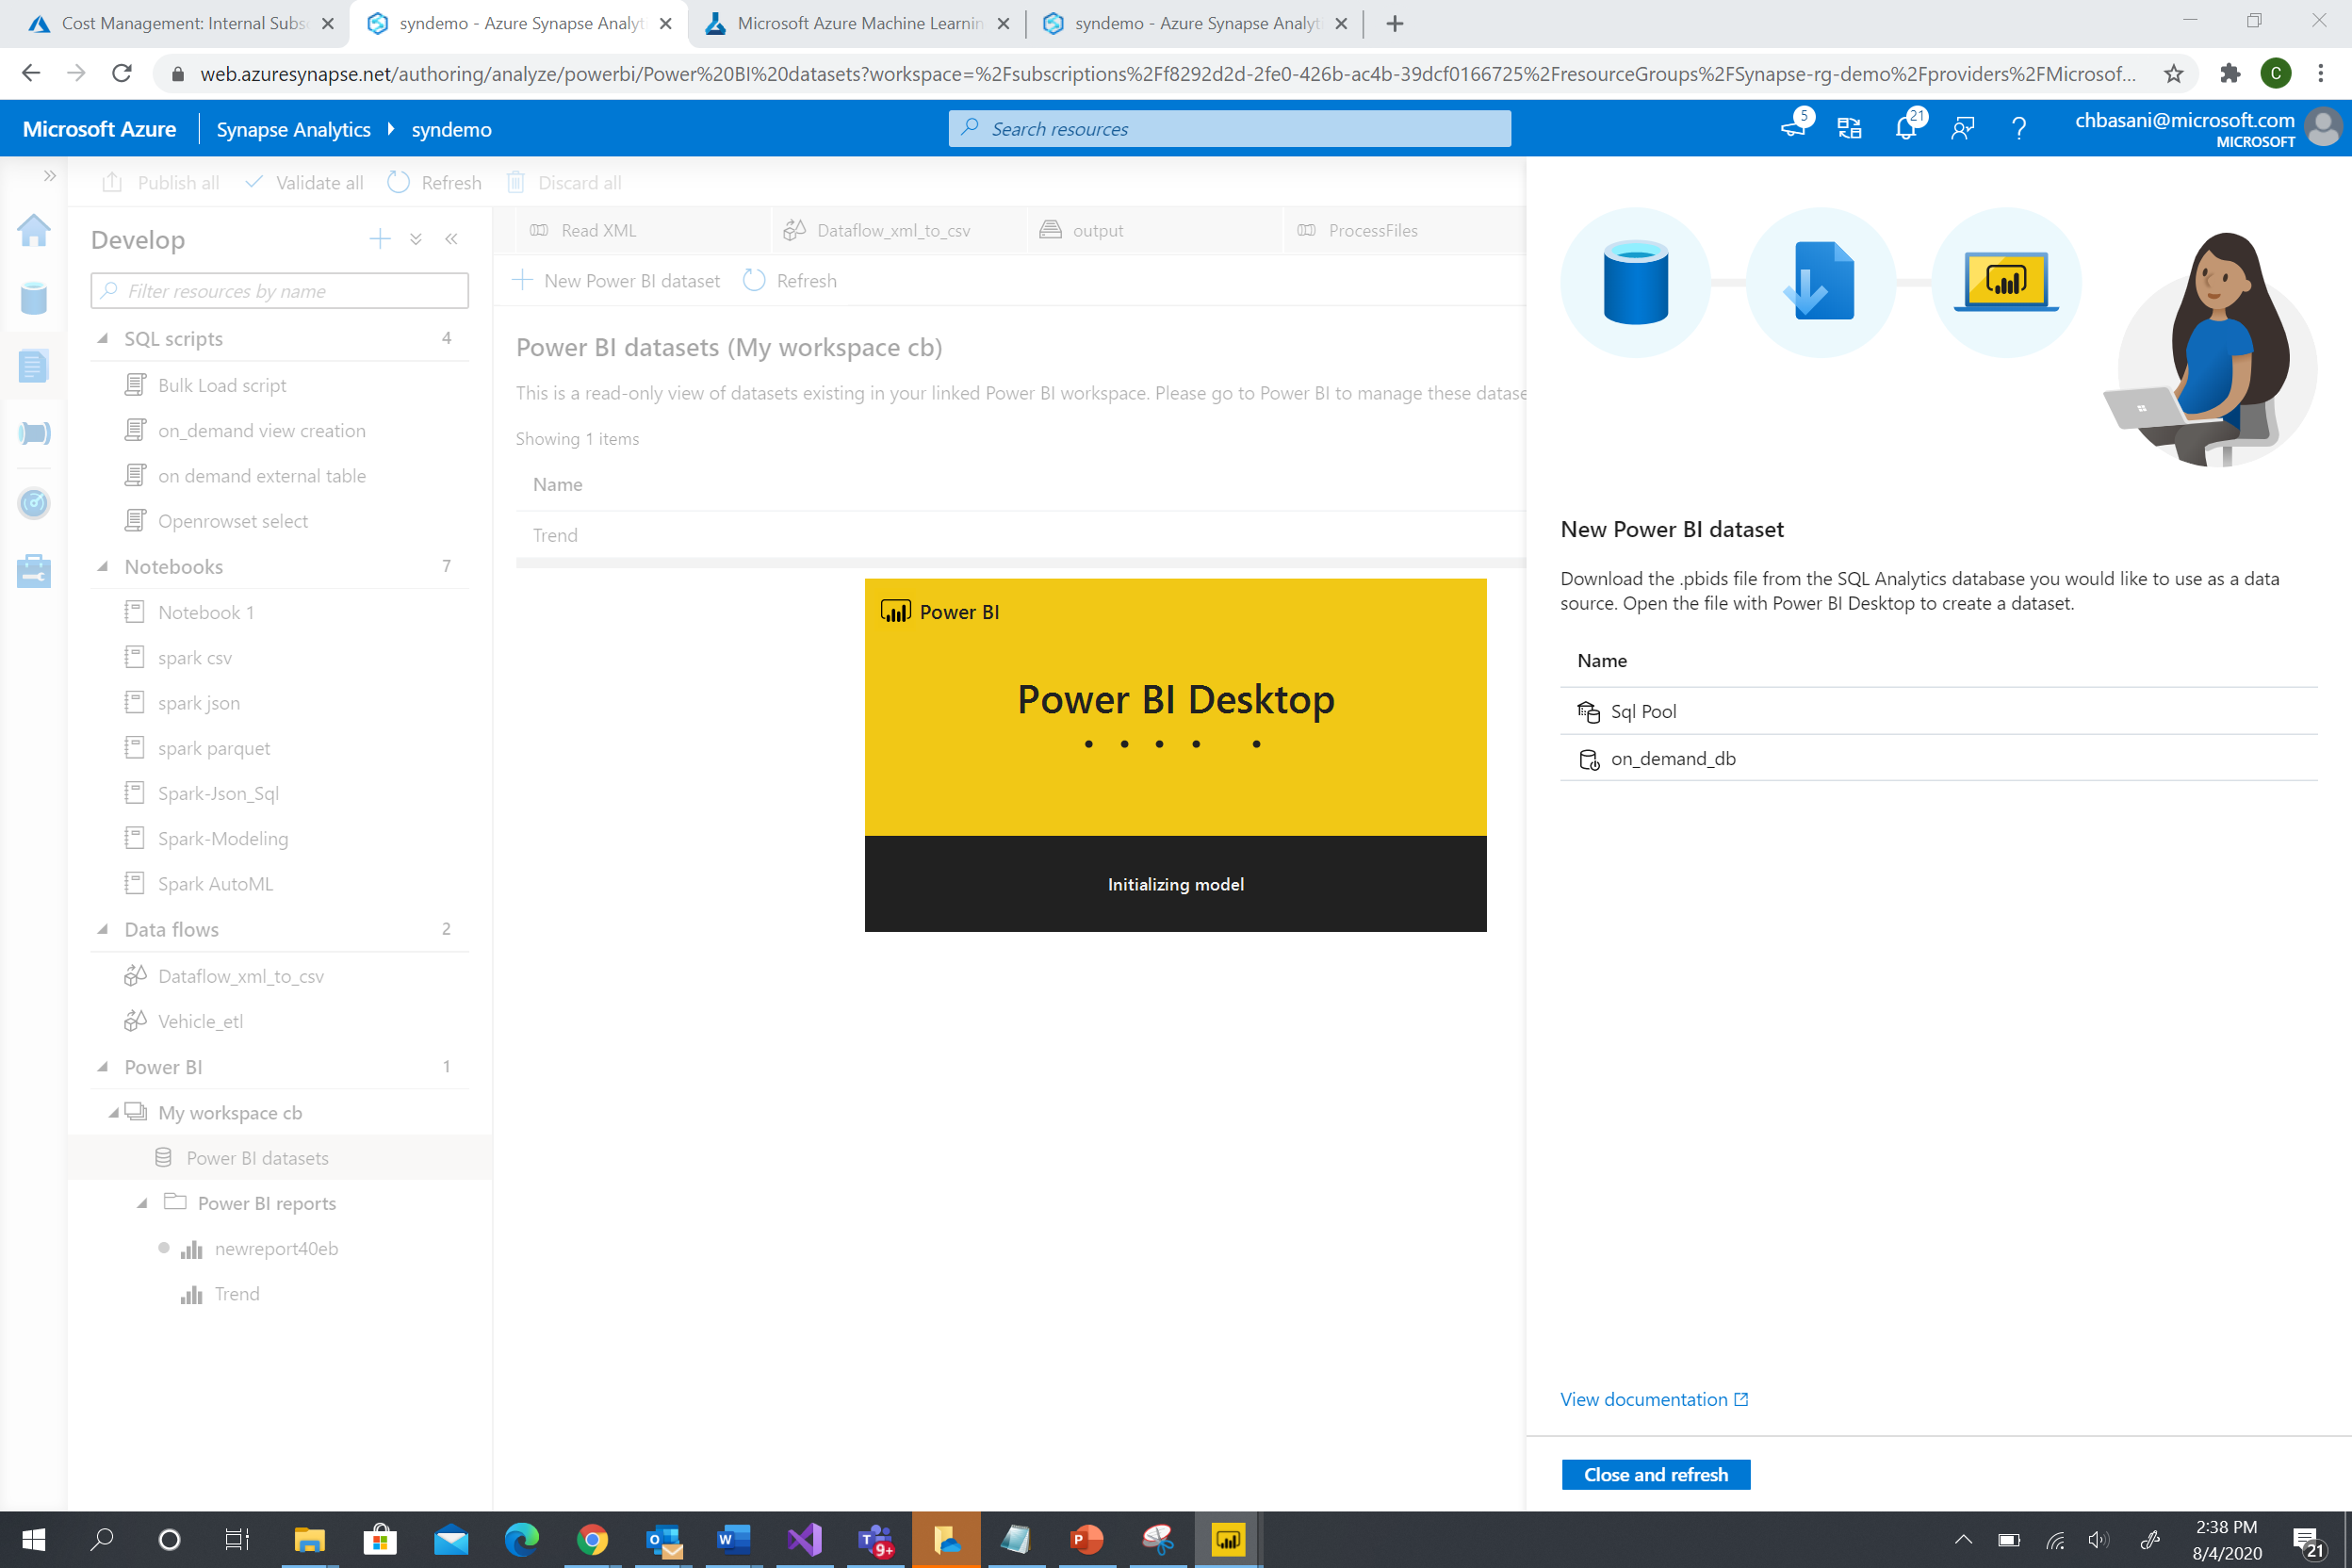 Cost Management: Internal Subs
syndemo - Azure Synapse Analyt
Microsoft Azure Machine Learnin
syndemo - Azure Synapse Analyt
web.azuresynapse.net/authoring/analyze/powerbi/Power%20BI%20datasets?workspace=%2Fsubscriptions%2Ff8292d2d-2fe0-426b-ac4b-39dcf0166725%2FresourceGroups%2FSynapse-rg-demo%2Fproviders%2FMicrosof...
C
Microsoft Azure
Synapse Analytics
syndemo
Search resources
5
21
chbasani@microsoft.com
MICROSOFT
Publish all
Validate all
Refresh
Discard all
Develop
Filter resources by name
SQL scripts 4
Bulk Load script
on_demand view creation
on demand external table
Openrowset select
Notebooks 7
Notebook 1
spark csv
spark json
spark parquet
Spark-Json_Sql
Spark-Modeling
Spark AutoML
Data flows 2
Dataflow_xml_to_csv
Vehicle_etl
Power BI 1
My workspace cb
Power BI datasets
Power BI reports
newreport40eb
Trend
Read XML
Dataflow_xml_to_csv
output
ProcessFiles
New Power BI dataset
Refresh
Power BI datasets (My workspace cb)
This is a read-only view of datasets existing in your linked Power BI workspace. Please go to Power BI to manage these datase
Showing 1 items
Name
Trend
Power BI
Power BI Desktop
Initializing model
New Power BI dataset
Download the .pbids file from the SQL Analytics database you would like to use as a data
source. Open the file with Power BI Desktop to create a dataset.
Name
Sql Pool
on_demand_db
View documentation
Close and refresh
9+
2:38 PM
8/4/2020
21